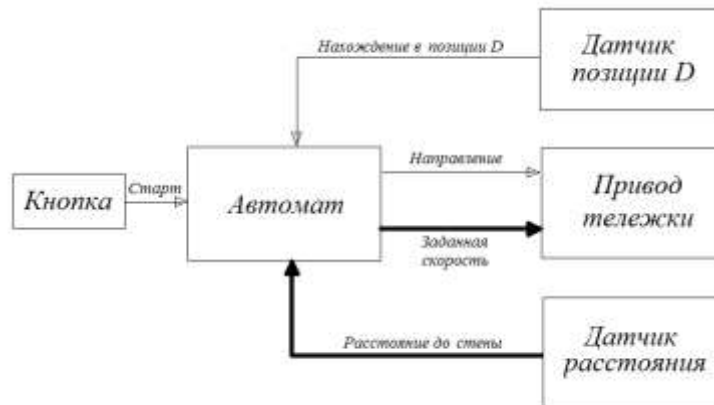 Нахождение в позиции D
Датчик
позиции D
Кнопка
Старт
Автомат
Направление
Заданная
скорость
Привод
тележки
Расстояние до стены
Датчик
расстояния